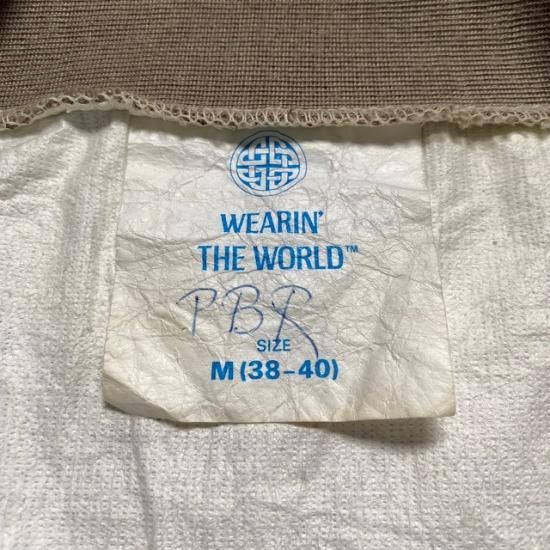 WEARIN'
THE WORLD™
PBR
SIZE
M (38-40)